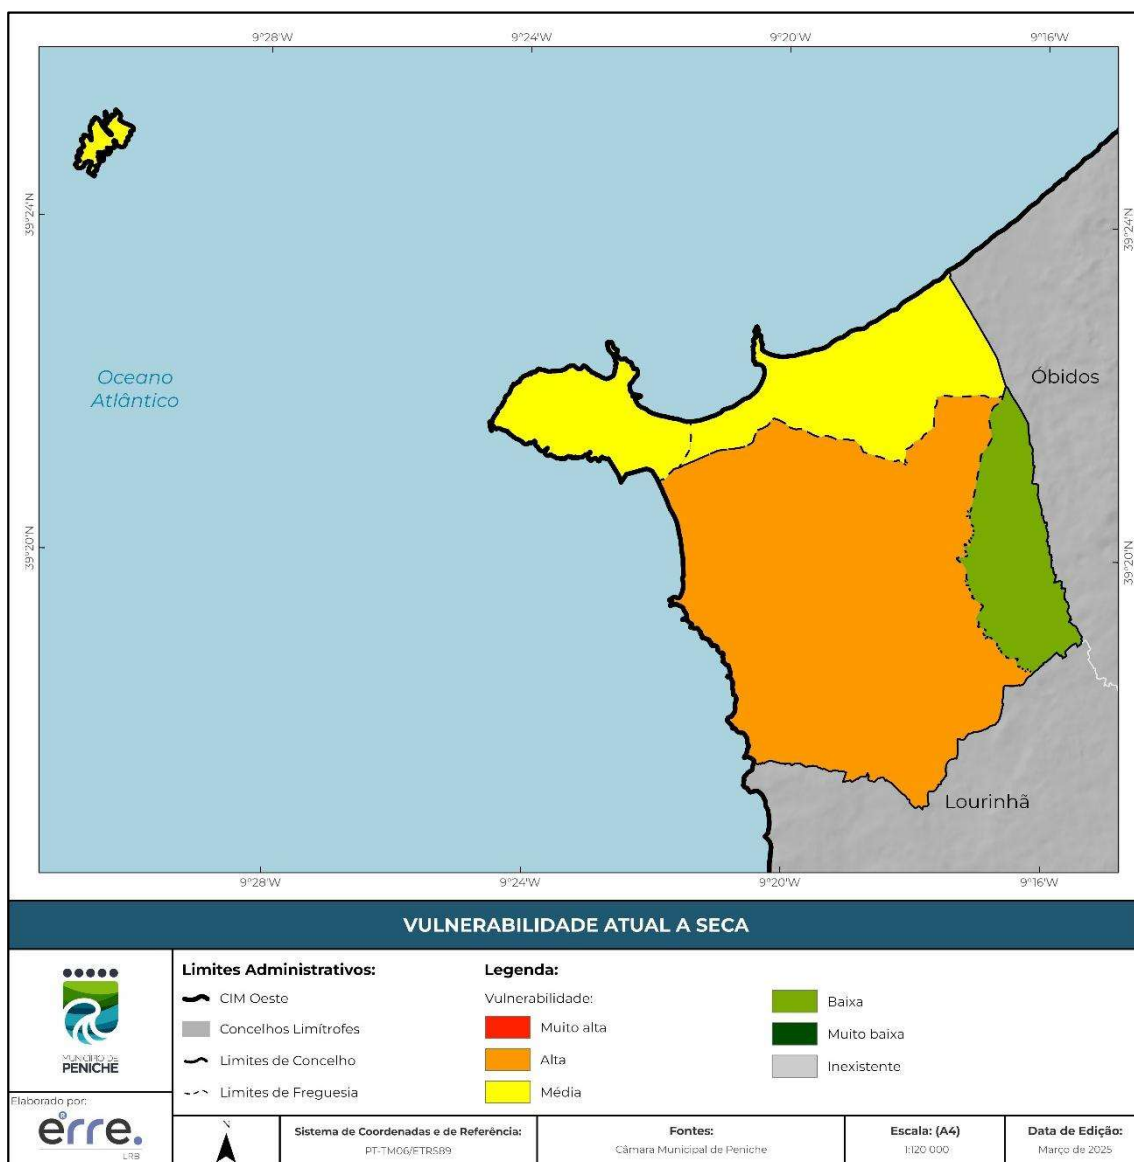 9°28'W
9°24'W
9°20'W
9°16'W
39°24'N
39°24'N
Oceano
Atlântico
Óbidos
39°20'N
39°20'N
Lourinhã
9°28'W
9°24'W
9°20'W
9°16'W
VULNERABILIDADE ATUAL A SECA
MUNICÍPIO DE
PENICHE
Limites Administrativos:
CIM Oeste
Concelhos Limítrofes
Limites de Concelho
Limites de Freguesia
Legenda:
Vulnerabilidade:
Muito alta
Alta
Média
Baixa
Muito baixa
Inexistente
Elaborado por:
erre.
LRB
N
Sistema de Coordenadas e de Referência:
PT-TM06/ETRS89
Fontes:
Câmara Municipal de Peniche
Escala: (A4)
1:120 000
Data de Edição:
Março de 2025